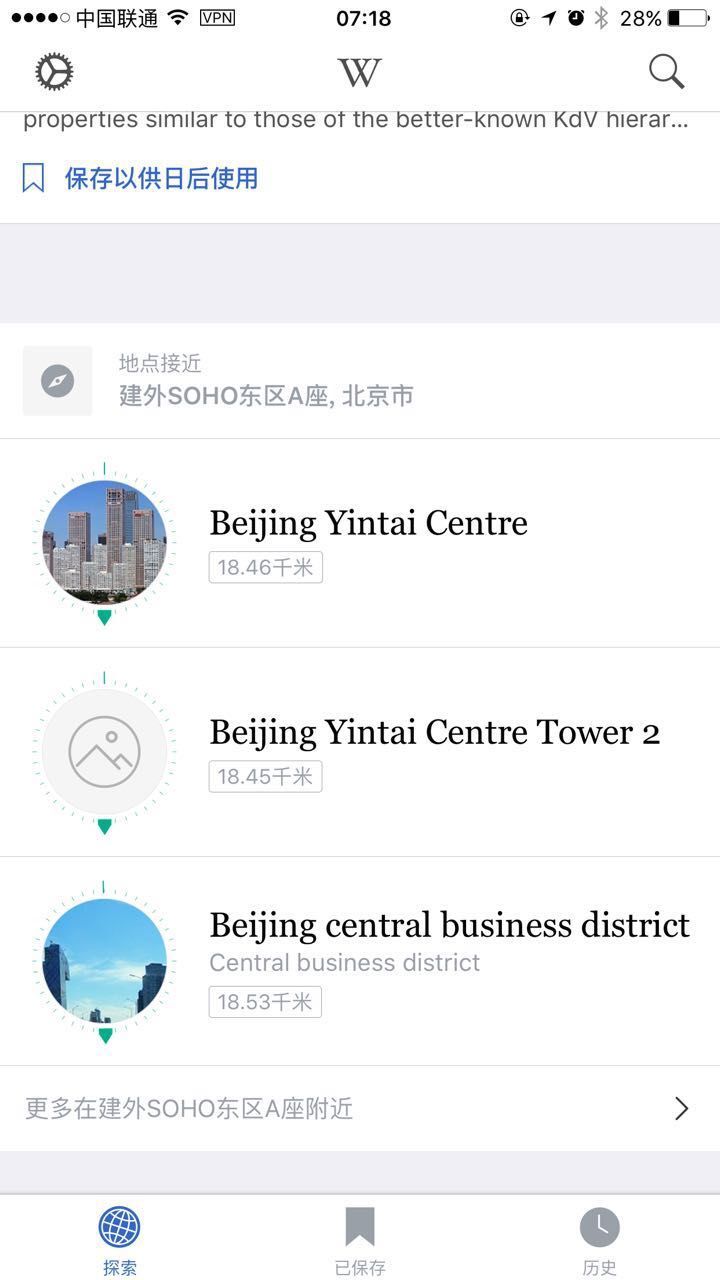 中国联通 VPN 07:18 28%
W
properties similar to those of the better-known KdV hierar...
保存以供日后使用
地点接近
建外SOHO东区A座, 北京市
Beijing Yintai Centre
18.46千米
Beijing Yintai Centre Tower 2
18.45千米
Beijing central business district
Central business district
18.53千米
更多在建外SOHO东区A座附近
探索 已保存 历史